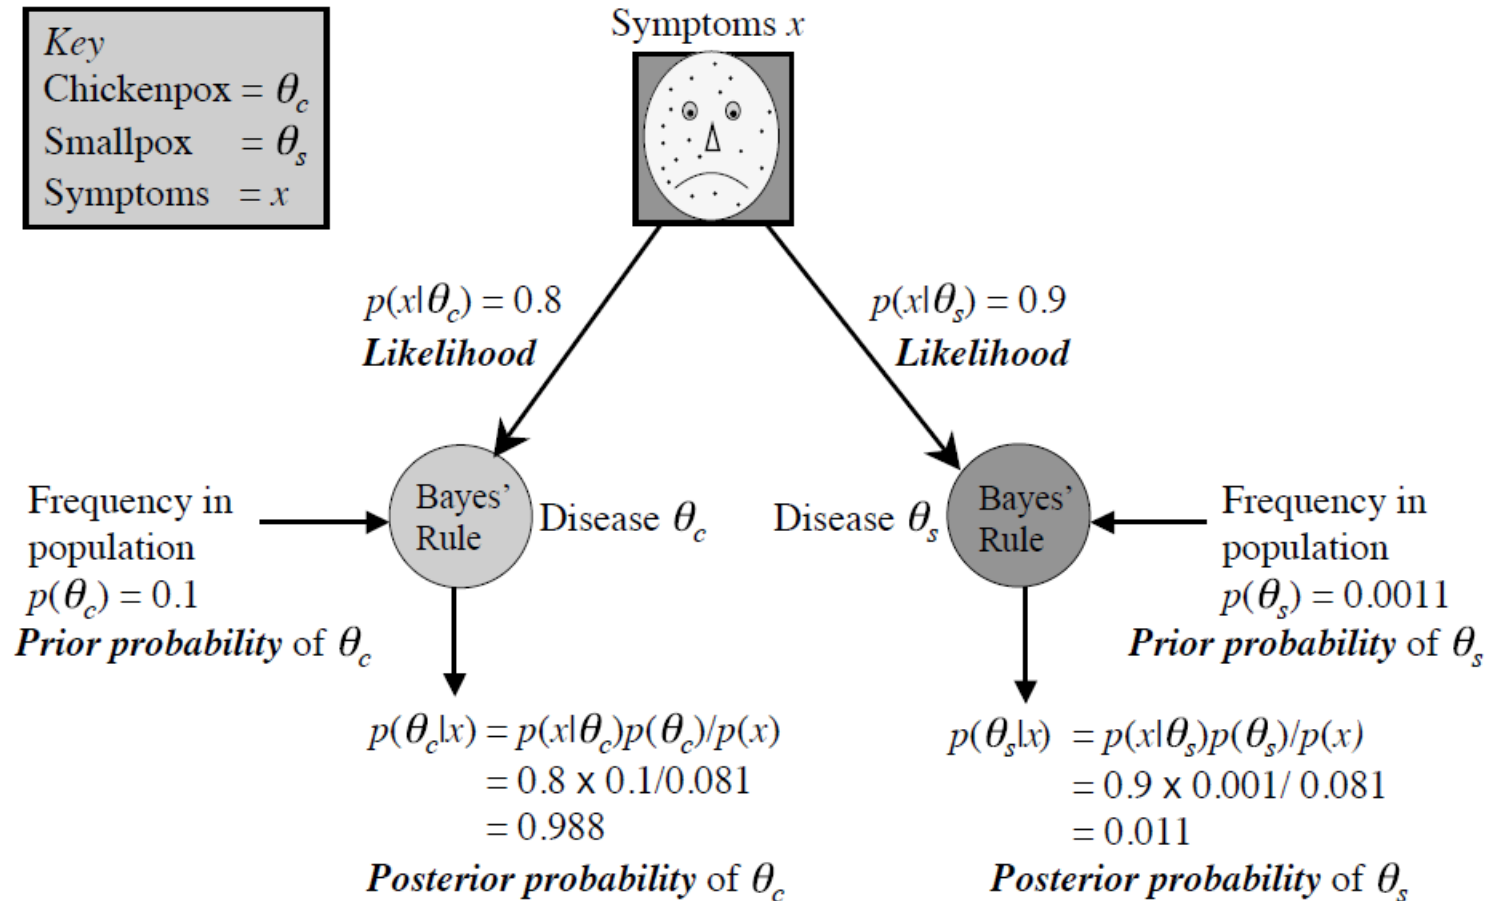 Key
Chickenpox = θc
Smallpox = θs
Symptoms = x
Symptoms x
p(x|θc) = 0.8
Likelihood
p(x|θs) = 0.9
Likelihood
Frequency in
population
p(θc) = 0.1
Prior probability of θc
Bayes’
Rule
Disease θc
Disease θs
Bayes’
Rule
Frequency in
population
p(θs) = 0.0011
Prior probability of θs
p(θc|x) = p(x|θc)p(θc)/p(x)
= 0.8 x 0.1/0.081
= 0.988
Posterior probability of θc
p(θs|x) = p(x|θs)p(θs)/p(x)
= 0.9 x 0.001/ 0.081
= 0.011
Posterior probability of θs